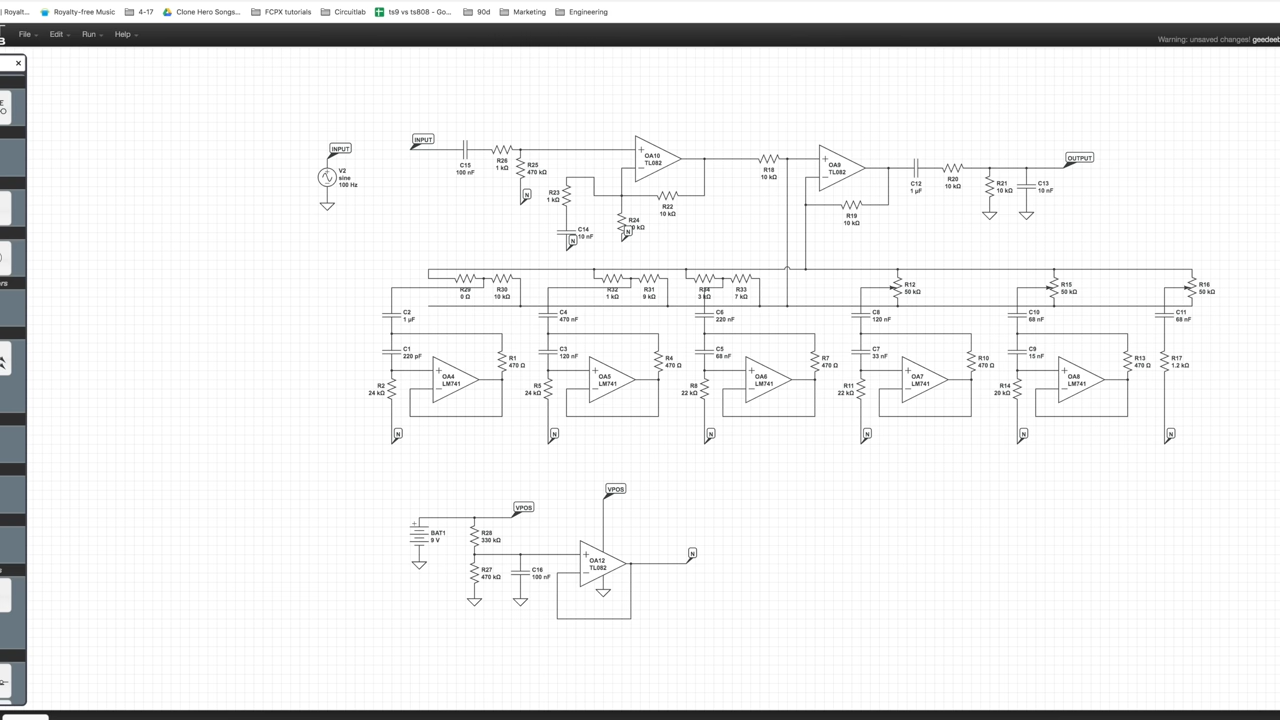 Royalt...
Royalty-free Music
4-17
Clone Hero Songs...
FCPX tutorials
Circuitlab
ts9 vs ts808 - Go...
90d
Marketing
Engineering
File
Edit
Run
Help
Warning: unsaved changes!
INPUT
V2
sine
100 Hz
INPUT
C15
100 nF
R26
1 kΩ
R25
470 kΩ
N
OA10
TL082
R23
1 kΩ
C14
10 nF
N
R24
N
R22
10 kΩ
R18
10 kΩ
OA9
TL082
R19
10 kΩ
C12
1 µF
R20
10 kΩ
R21
10 kΩ
C13
10 nF
OUTPUT
R29
0 Ω
R30
10 kΩ
R32
1 kΩ
R31
9 kΩ
R34
3 kΩ
R33
7 kΩ
R12
50 kΩ
R15
50 kΩ
R16
50 kΩ
C2
1 µF
C1
220 pF
R2
24 kΩ
OA4
LM741
R1
470 Ω
N
C4
470 nF
C3
120 nF
R5
24 kΩ
OA5
LM741
R4
470 Ω
N
C6
220 nF
C5
68 nF
R8
22 kΩ
OA6
LM741
R7
470 Ω
N
C8
120 nF
C7
33 nF
R11
22 kΩ
OA7
LM741
R10
470 Ω
N
C10
68 nF
C9
15 nF
R14
20 kΩ
OA8
LM741
R13
470 Ω
N
C11
68 nF
R17
1.2 kΩ
N
BAT1
9 V
VPOS
R28
330 kΩ
R27
470 kΩ
C16
100 nF
VPOS
OA12
TL082
N